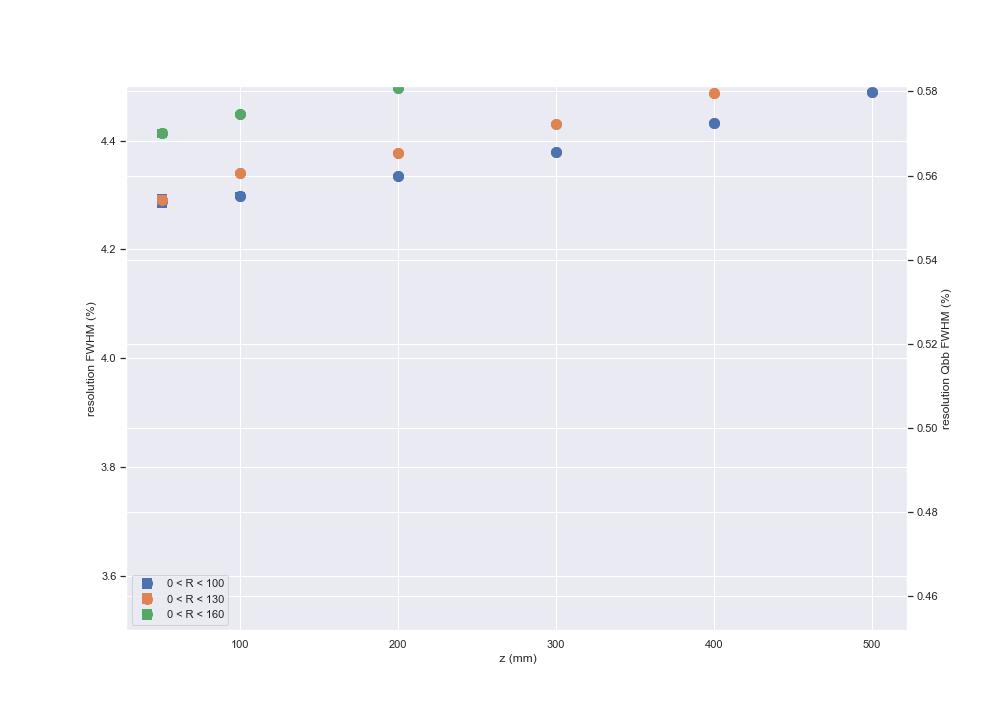 4.4
4.2
4.0
3.8
3.6
resolution FWHM (%)
0.58
0.56
0.54
0.52
0.50
0.48
0.46
resolution Qbb FWHM (%)
0 < R < 100
0 < R < 130
0 < R < 160
100
200
300
400
500
z (mm)